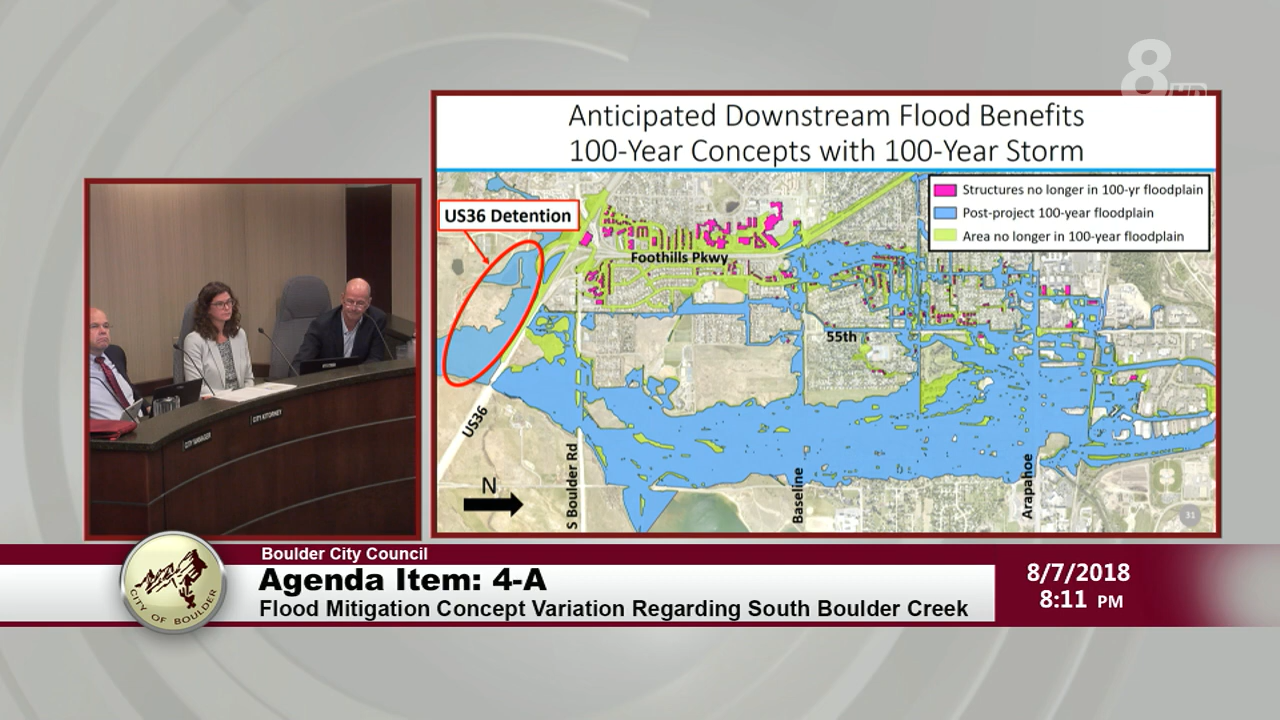 8
HD
Anticipated Downstream Flood Benefits
100-Year Concepts with 100-Year Storm
Structures no longer in 100-yr floodplain
Post-project 100-year floodplain
Area no longer in 100-year floodplain
US36 Detention
Foothills Pkwy
55th
US36
N
S Boulder Rd
Baseline
Arapahoe
31
CITY MANAGER
CITY ATTORNEY
Boulder City Council
Agenda Item: 4-A
Flood Mitigation Concept Variation Regarding South Boulder Creek
8/7/2018
8:11 PM
CITY OF BOULDER